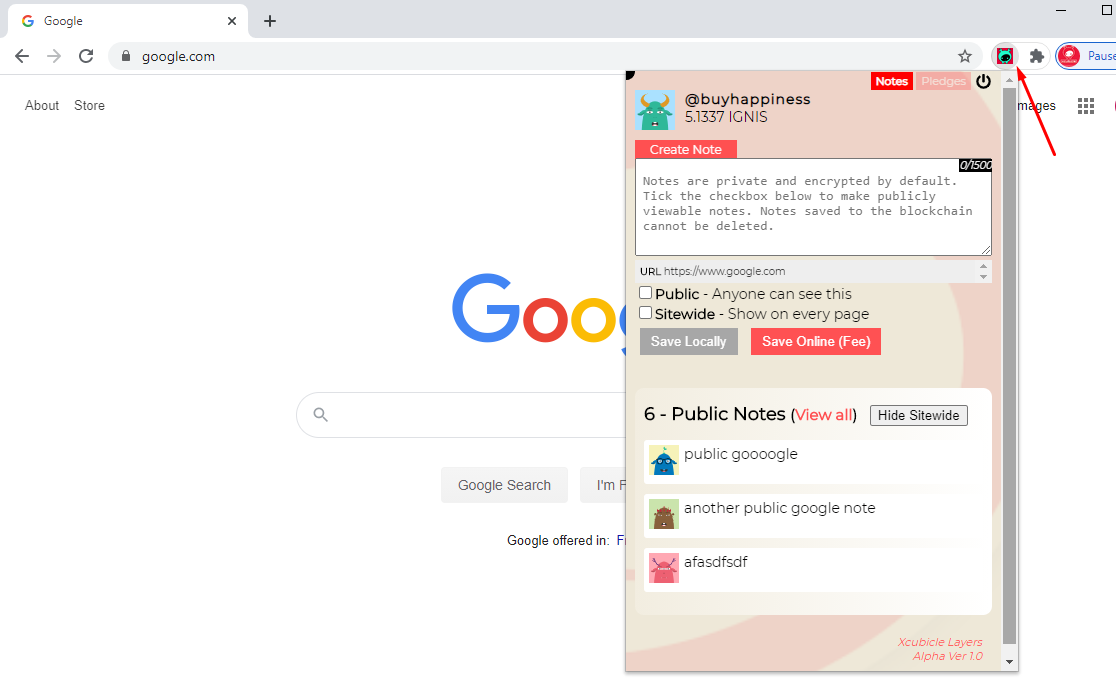 Google
google.com
Pause
About Store
mages
Notes Pledges
@buyhappiness
5.1337 IGNIS
Create Note
0/1500
Notes are private and encrypted by default.
Tick the checkbox below to make publicly
viewable notes. Notes saved to the blockchain
cannot be deleted.
URL https://www.google.com
Public - Anyone can see this
Sitewide - Show on every page
Save Locally Save Online (Fee)
6 - Public Notes (View all) Hide Sitewide
public goooogle
another public google note
afasdfsdf
Xcubicle Layers
Alpha Ver 1.0
Goog
Google Search I'm F
Google offered in: F